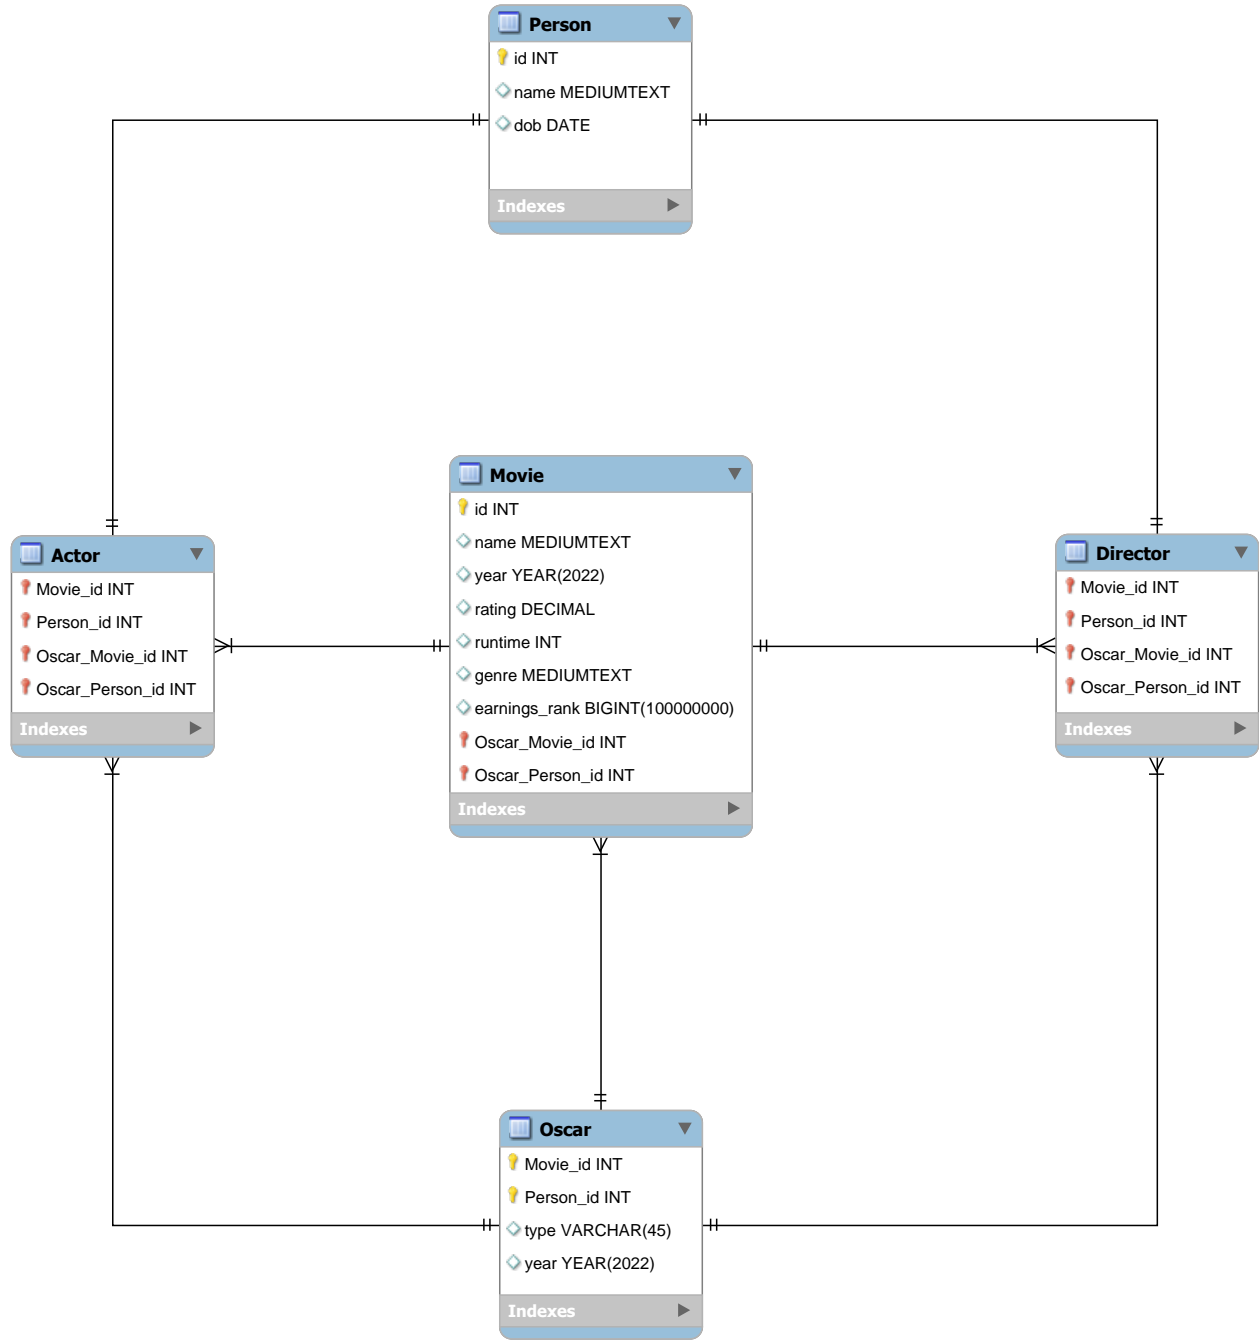 Person
id INT
name MEDIUMTEXT
dob DATE
Indexes
Movie
id INT
name MEDIUMTEXT
year YEAR(2022)
rating DECIMAL
runtime INT
genre MEDIUMTEXT
earnings_rank BIGINT(100000000)
Oscar_Movie_id INT
Oscar_Person_id INT
Indexes
Actor
Movie_id INT
Person_id INT
Oscar_Movie_id INT
Oscar_Person_id INT
Indexes
Director
Movie_id INT
Person_id INT
Oscar_Movie_id INT
Oscar_Person_id INT
Indexes
Oscar
Movie_id INT
Person_id INT
type VARCHAR(45)
year YEAR(2022)
Indexes